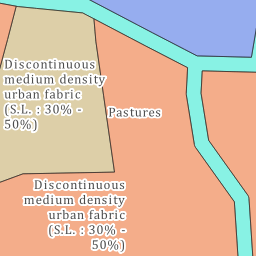 Discontinuous
medium density
urban fabric
(S.L. : 30% -
50%)
Pastures
Discontinuous
medium density
urban fabric
(S.L. : 30% -
50%)